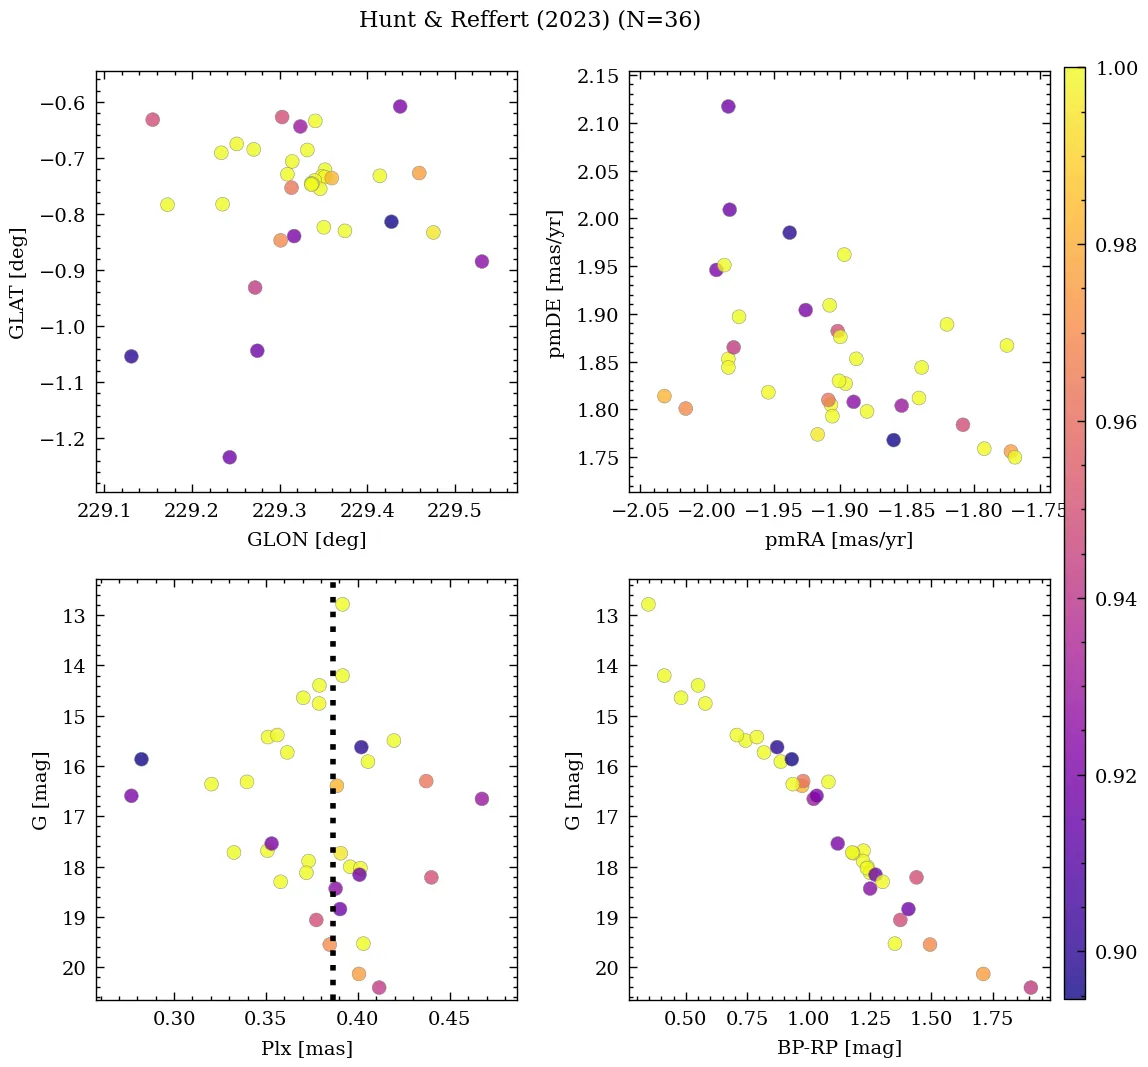 Hunt & Reffert (2023) (N=36)
−0.6
−0.7
−0.8
−0.9
−1.0
−1.1
−1.2
GLAT [deg]
229.1 229.2 229.3 229.4 229.5
GLON [deg]
2.15
2.10
2.05
2.00
1.95
1.90
1.85
1.80
1.75
pmDE [mas/yr]
−2.05 −2.00 −1.95 −1.90 −1.85 −1.80 −1.75
pmRA [mas/yr]
13
14
15
16
17
18
19
20
G [mag]
0.30 0.35 0.40 0.45
Plx [mas]
13
14
15
16
17
18
19
20
G [mag]
0.50 0.75 1.00 1.25 1.50 1.75
BP-RP [mag]
1.00
0.98
0.96
0.94
0.92
0.90